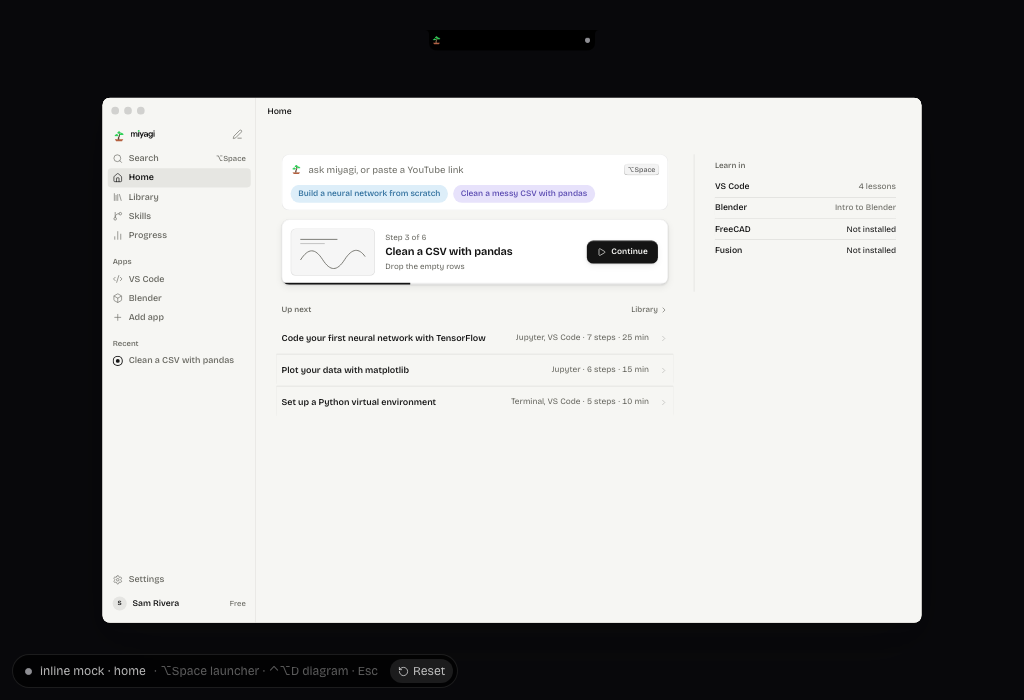 Home
miyagi
Search ⌥Space
Home
Library
Skills
Progress
Apps
VS Code
Blender
Add app
Recent
Clean a CSV with pandas
Settings
S Sam Rivera Free
ask miyagi, or paste a YouTube link ⌥Space
Build a neural network from scratch Clean a messy CSV with pandas
Step 3 of 6
Clean a CSV with pandas
Drop the empty rows
Continue
Up next Library
Code your first neural network with TensorFlow Jupyter, VS Code · 7 steps · 25 min
Plot your data with matplotlib Jupyter · 6 steps · 15 min
Set up a Python virtual environment Terminal, VS Code · 5 steps · 10 min
Learn in
VS Code 4 lessons
Blender Intro to Blender
FreeCAD Not installed
Fusion Not installed
inline mock · home · ⌥Space launcher · ^⌥D diagram · Esc Reset